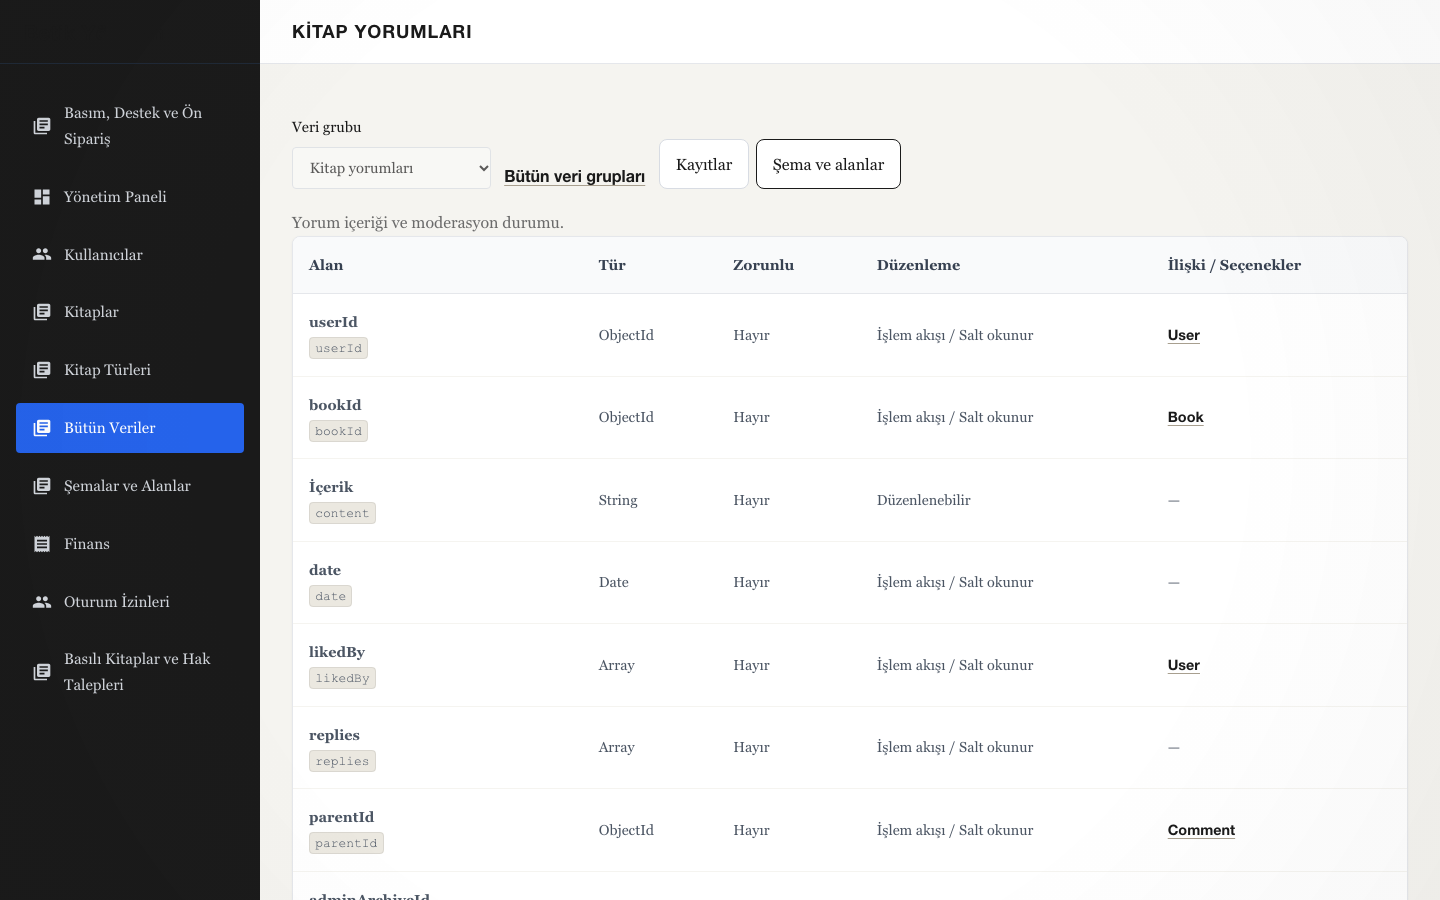 KİTAP YORUMLARI
Basım, Destek ve Ön
Sipariş
Yönetim Paneli
Kullanıcılar
Kitaplar
Kitap Türleri
Bütün Veriler
Şemalar ve Alanlar
Finans
Oturum İzinleri
Basılı Kitaplar ve Hak
Talepleri
Veri grubu
Kitap yorumları Bütün veri grupları Kayıtlar Şema ve alanlar
Yorum içeriği ve moderasyon durumu.
Alan Tür Zorunlu Düzenleme İlişki / Seçenekler
userId
userId
ObjectId Hayır İşlem akışı / Salt okunur User
bookId
bookId
ObjectId Hayır İşlem akışı / Salt okunur Book
İçerik
content
String Hayır Düzenlenebilir —
date
date
Date Hayır İşlem akışı / Salt okunur —
likedBy
likedBy
Array Hayır İşlem akışı / Salt okunur User
replies
replies
Array Hayır İşlem akışı / Salt okunur —
parentId
parentId
ObjectId Hayır İşlem akışı / Salt okunur Comment
adminArchiveId